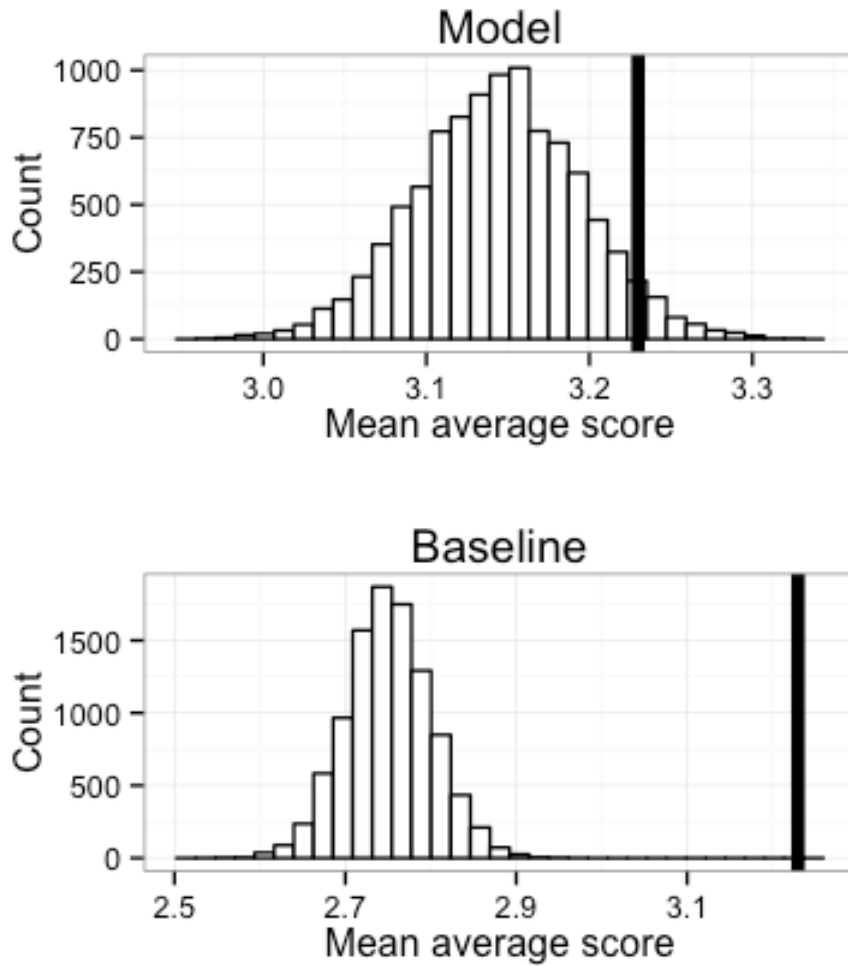 Model
1000
750
500
250
0
Count
3.0 3.1 3.2 3.3
Mean average score
Baseline
1500
1000
500
0
Count
2.5 2.7 2.9 3.1
Mean average score